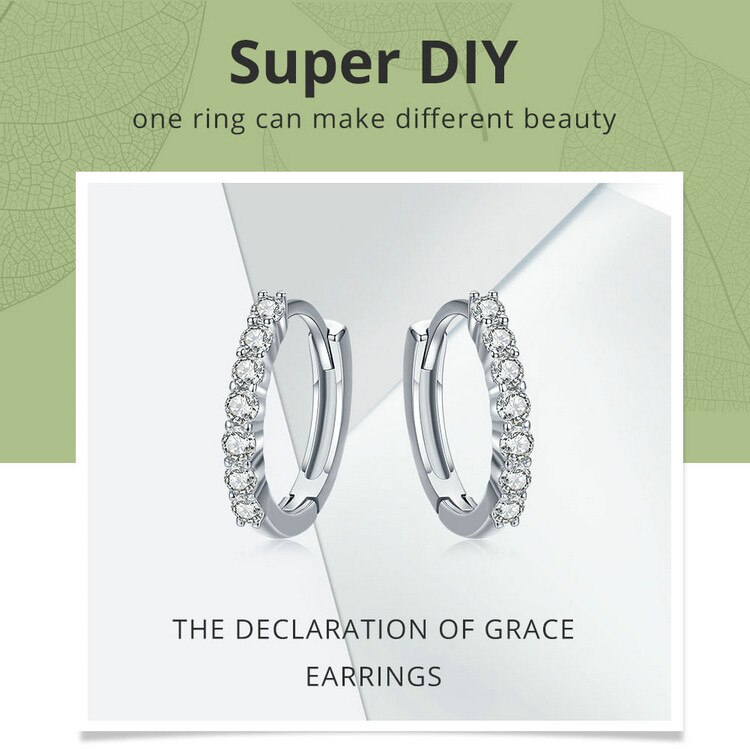 Super DIY
one ring can make different beauty
THE DECLARATION OF GRACE
EARRINGS